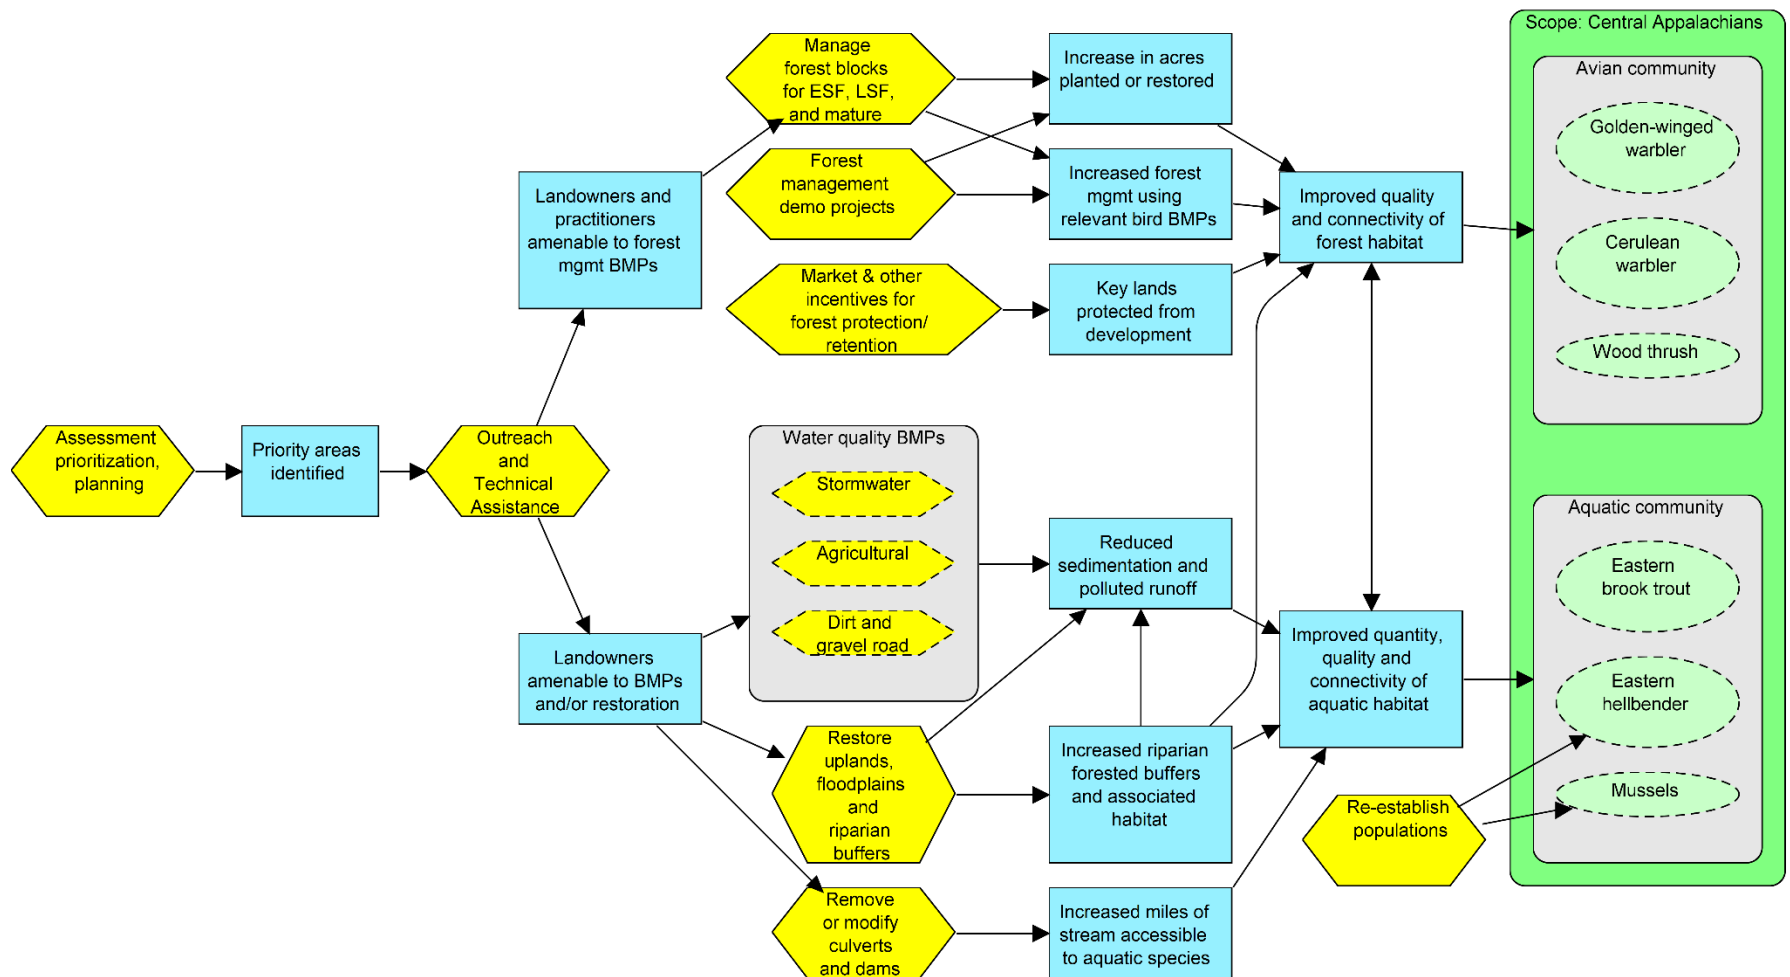 Assessment
prioritization,
planning
Priority areas
identified
Outreach
and
Technical
Assistance
Landowners and
practitioners
amenable to forest
mgmt BMPs
Landowners
amenable to BMPs
and/or restoration
Manage
forest blocks
for ESF, LSF,
and mature
Forest
management
demo projects
Market & other
incentives for
forest protection/
retention
Water quality BMPs
Stormwater
Agricultural
Dirt and
gravel road
Restore
uplands,
floodplains
and
riparian
buffers
Remove
or modify
culverts
and dams
Increase in acres
planted or restored
Increased forest
mgmt using
relevant bird BMPs
Key lands
protected from
development
Reduced
sedimentation and
polluted runoff
Increased riparian
forested buffers
and associated
habitat
Increased miles of
stream accessible
to aquatic species
Improved quality
and connectivity of
forest habitat
Improved quantity,
quality and
connectivity of
aquatic habitat
Re-establish
populations
Scope: Central Appalachians
Avian community
Golden-winged
warbler
Cerulean
warbler
Wood thrush
Aquatic community
Eastern
brook trout
Eastern
hellbender
Mussels